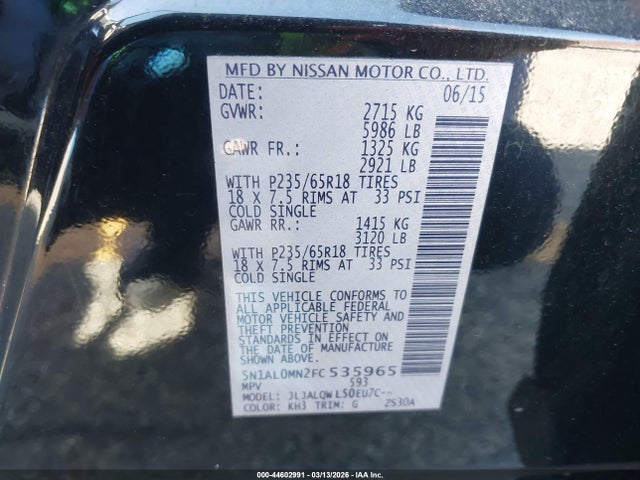 MFD BY NISSAN MOTOR CO., LTD.
DATE: 06/15
GVWR: 2715 KG
5986 LB
GAWR FR.: 1325 KG
2921 LB
WITH P235/65R18 TIRES
18 X 7.5 RIMS AT 33 PSI
COLD SINGLE
GAWR RR.: 1415 KG
3120 LB
WITH P235/65R18 TIRES
18 X 7.5 RIMS AT 33 PSI
COLD SINGLE
THIS VEHICLE CONFORMS TO
ALL APPLICABLE FEDERAL
MOTOR VEHICLE SAFETY AND
THEFT PREVENTION
STANDARDS IN EFFECT ON
THE DATE OF MANUFACTURE
SHOWN ABOVE.
5N1AL0MN2FC535965
MPV 593
MODEL: JL3ALQWL50EU7C--
COLOR: KH3 TRIM: G 2S30A
000-44602991 - 03/13/2026 - IAA Inc.